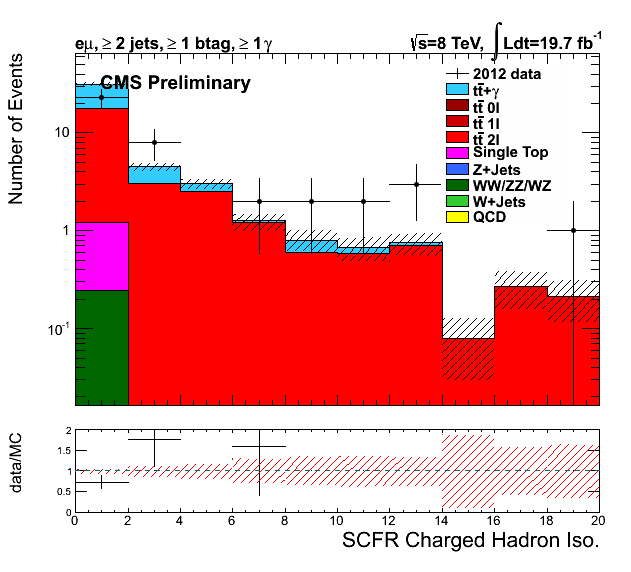 eμ, ≥ 2 jets, ≥ 1 btag, ≥ 1γ
√s=8 TeV, ∫Ldt=19.7 fb⁻¹
CMS Preliminary
2012 data
tt̄+γ
tt̄ 0l
tt̄ 1l
tt̄ 2l
Single Top
Z+Jets
WW/ZZ/WZ
W+Jets
QCD
Number of Events
10
1
10⁻¹
data/MC
2
1.5
1
0.5
0
0 2 4 6 8 10 12 14 16 18 20
SCFR Charged Hadron Iso.